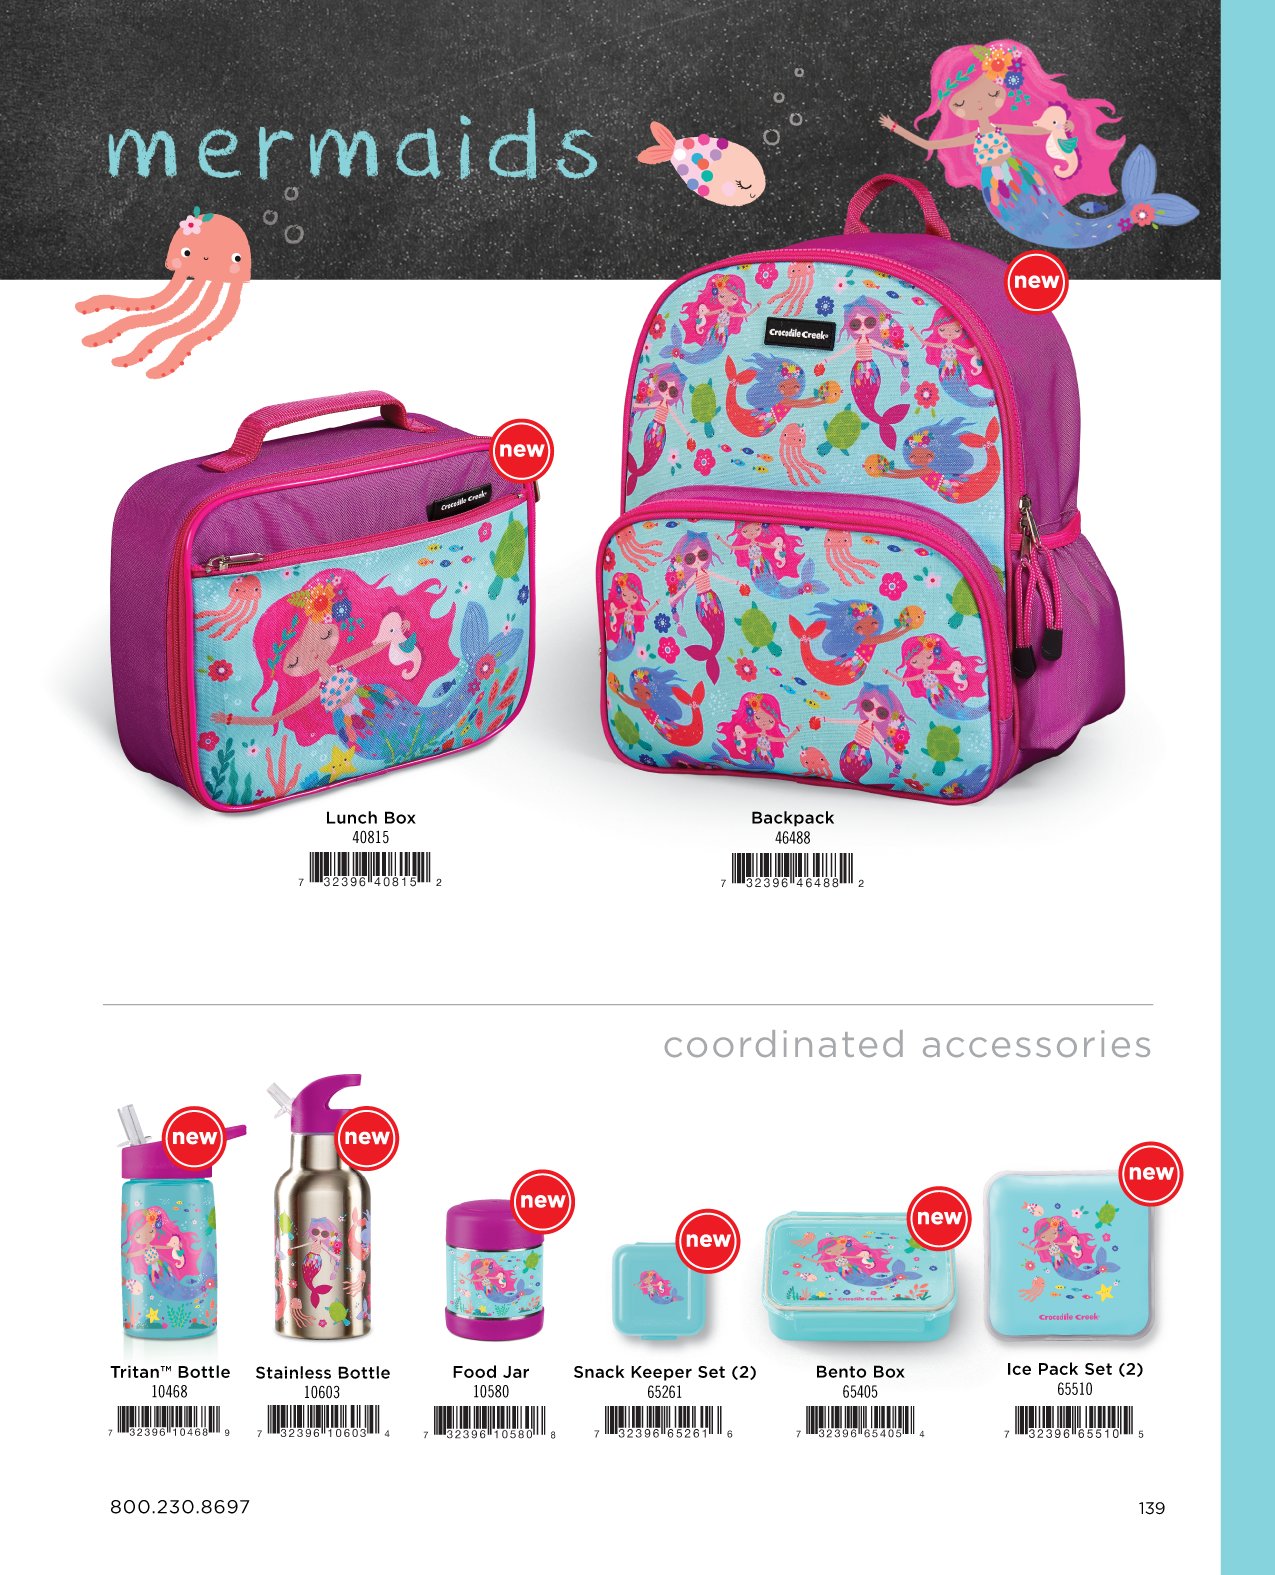 mermaids
new
Crocodile Creek®
new
Crocodile Creek®
Lunch Box
40815
7 32396 40815 2
Backpack
46488
7 32396 46488 2
coordinated accessories
new
new
new
new
new
new
Crocodile Creek
Crocodile Creek®
Tritan™ Bottle
10468
7 32396 10468 9
Stainless Bottle
10603
7 32396 10603 4
Food Jar
10580
7 32396 10580 8
Snack Keeper Set (2)
65261
7 32396 65261 6
Bento Box
65405
7 32396 65405 4
Ice Pack Set (2)
65510
7 32396 65510 5
800.230.8697
139